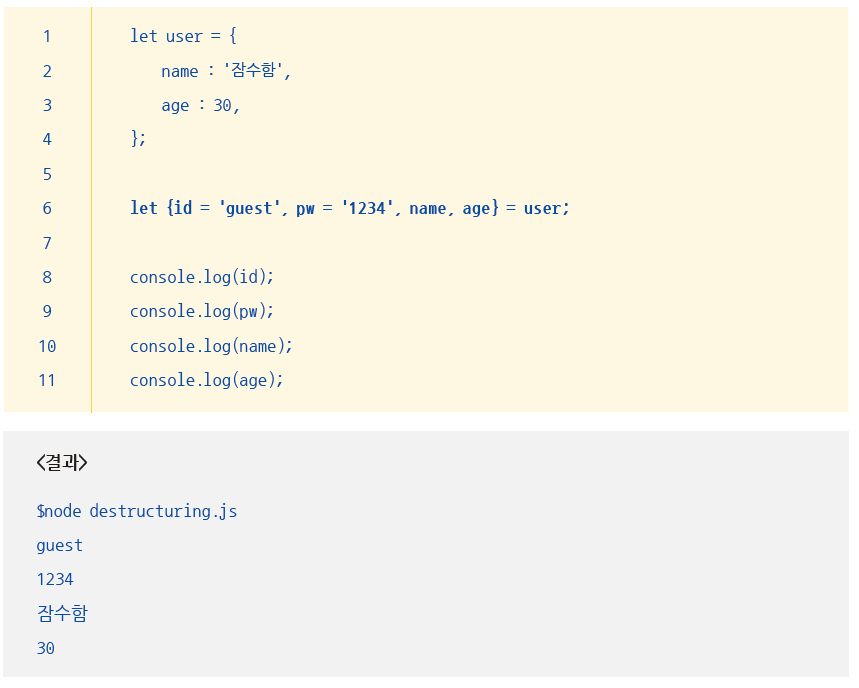 1 let user = {
2 name : '잠수함',
3 age : 30,
4 };
5
6 let {id = 'guest', pw = '1234', name, age} = user;
7
8 console.log(id);
9 console.log(pw);
10 console.log(name);
11 console.log(age);
<결과>
$node destructuring.js
guest
1234
잠수함
30